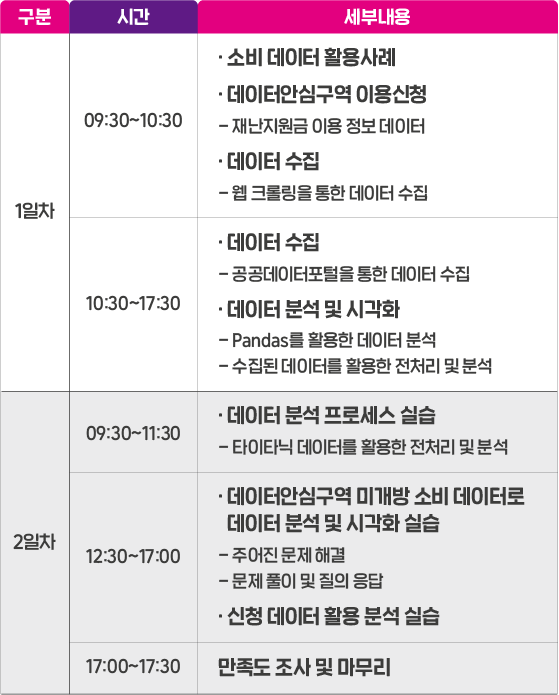 구분 시간 세부내용
1일차
09:30~10:30
· 소비 데이터 활용사례
· 데이터안심구역 이용신청
– 재난지원금 이용 정보 데이터
· 데이터 수집
– 웹 크롤링을 통한 데이터 수집
10:30~17:30
· 데이터 수집
– 공공데이터포털을 통한 데이터 수집
· 데이터 분석 및 시각화
– Pandas를 활용한 데이터 분석
– 수집된 데이터를 활용한 전처리 및 분석
2일차
09:30~11:30
· 데이터 분석 프로세스 실습
– 타이타닉 데이터를 활용한 전처리 및 분석
12:30~17:00
· 데이터안심구역 미개방 소비 데이터로
데이터 분석 및 시각화 실습
– 주어진 문제 해결
– 문제 풀이 및 질의 응답
· 신청 데이터 활용 분석 실습
17:00~17:30
만족도 조사 및 마무리